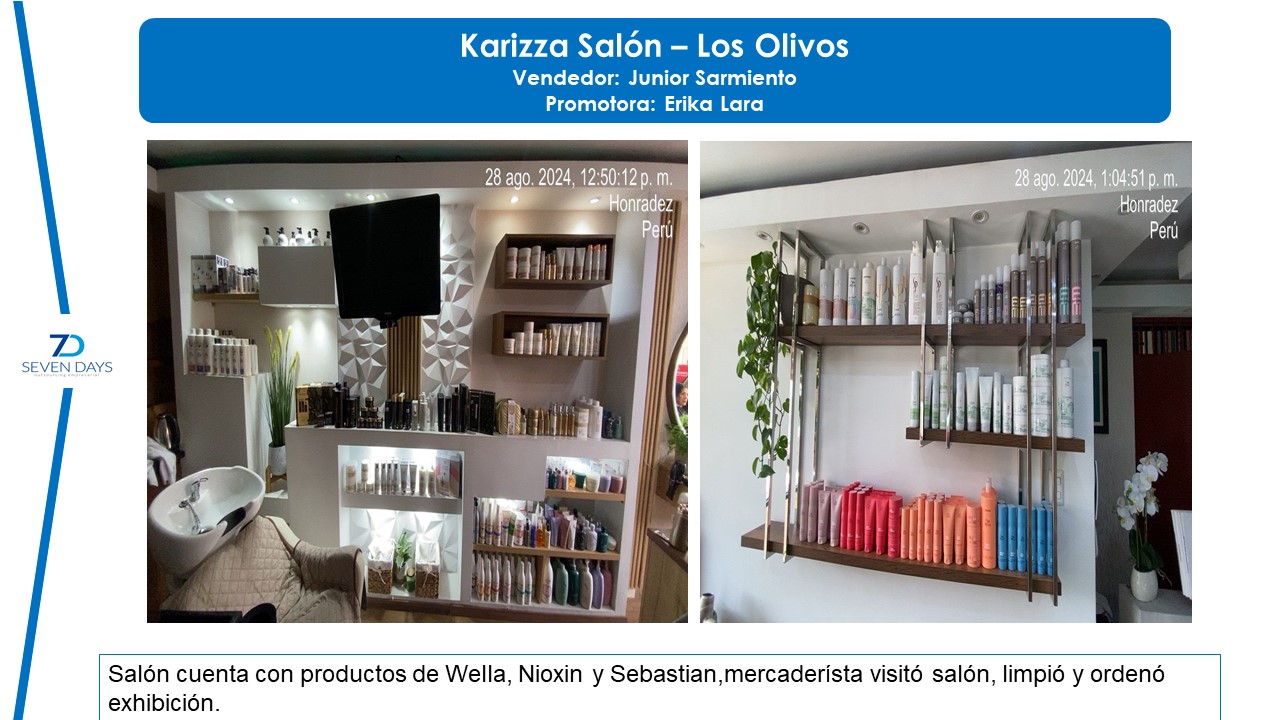 Karizza Salón – Los Olivos
Vendedor: Junior Sarmiento
Promotora: Erika Lara
28 ago. 2024, 12:50:12 p. m.
Honradez
Perú
28 ago. 2024, 1:04:51 p. m.
Honradez
Perú
7D
SEVEN DAYS
Salón cuenta con productos de Wella, Nioxin y Sebastian,mercaderísta visitó salón, limpió y ordenó
exhibición.